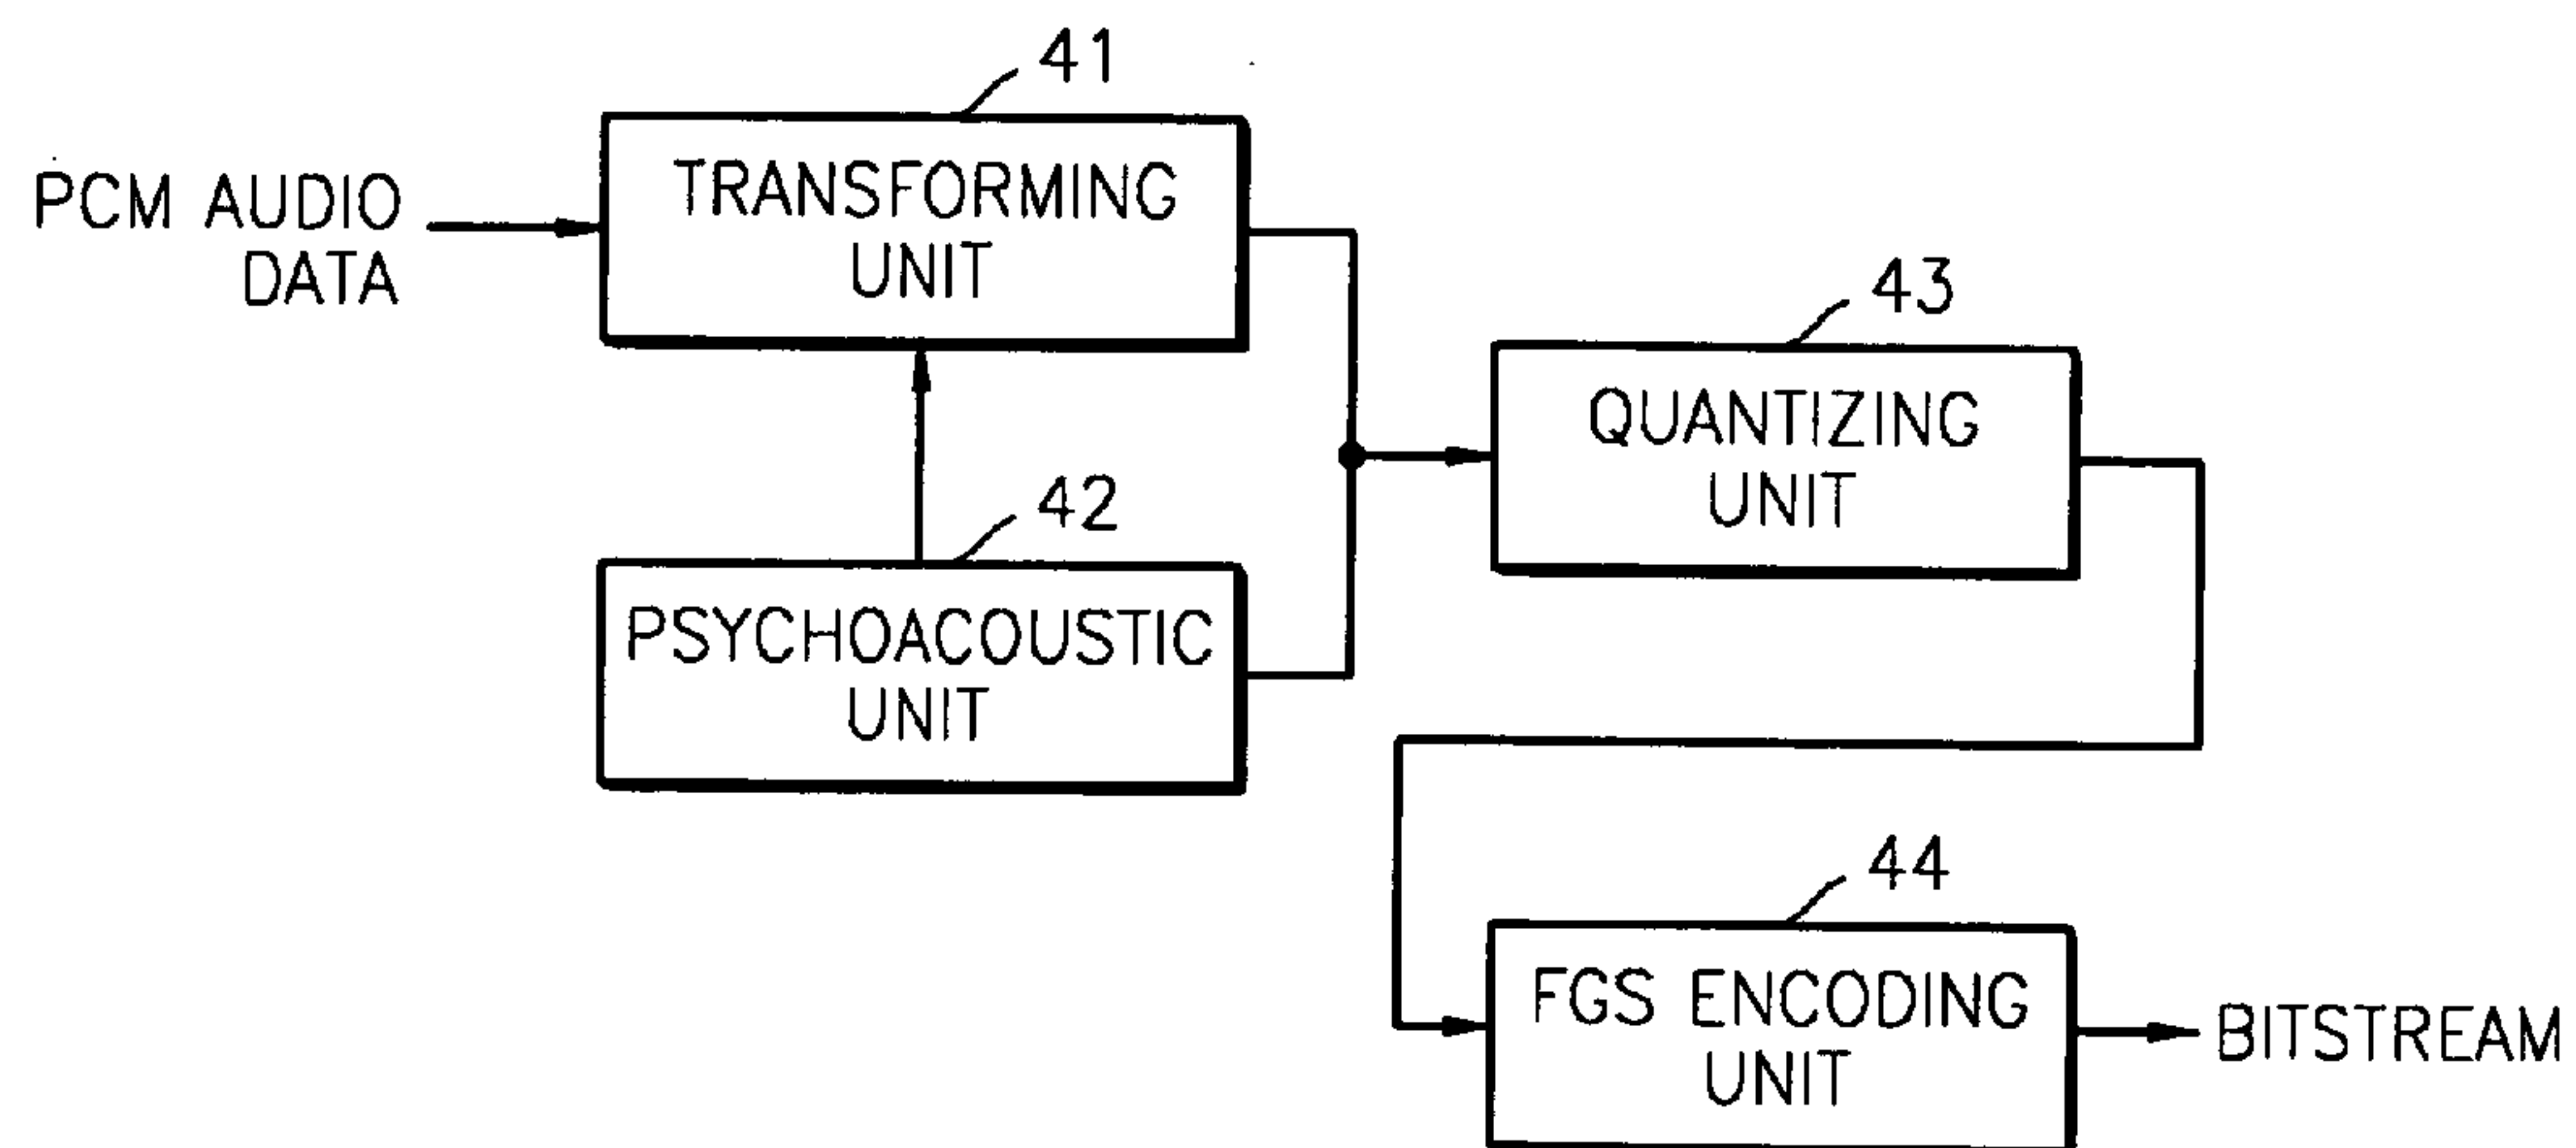 41
PCM AUDIO
DATA
TRANSFORMING
UNIT
43
QUANTIZING
UNIT
42
PSYCHOACOUSTIC
UNIT
44
FGS ENCODING
UNIT
BITSTREAM